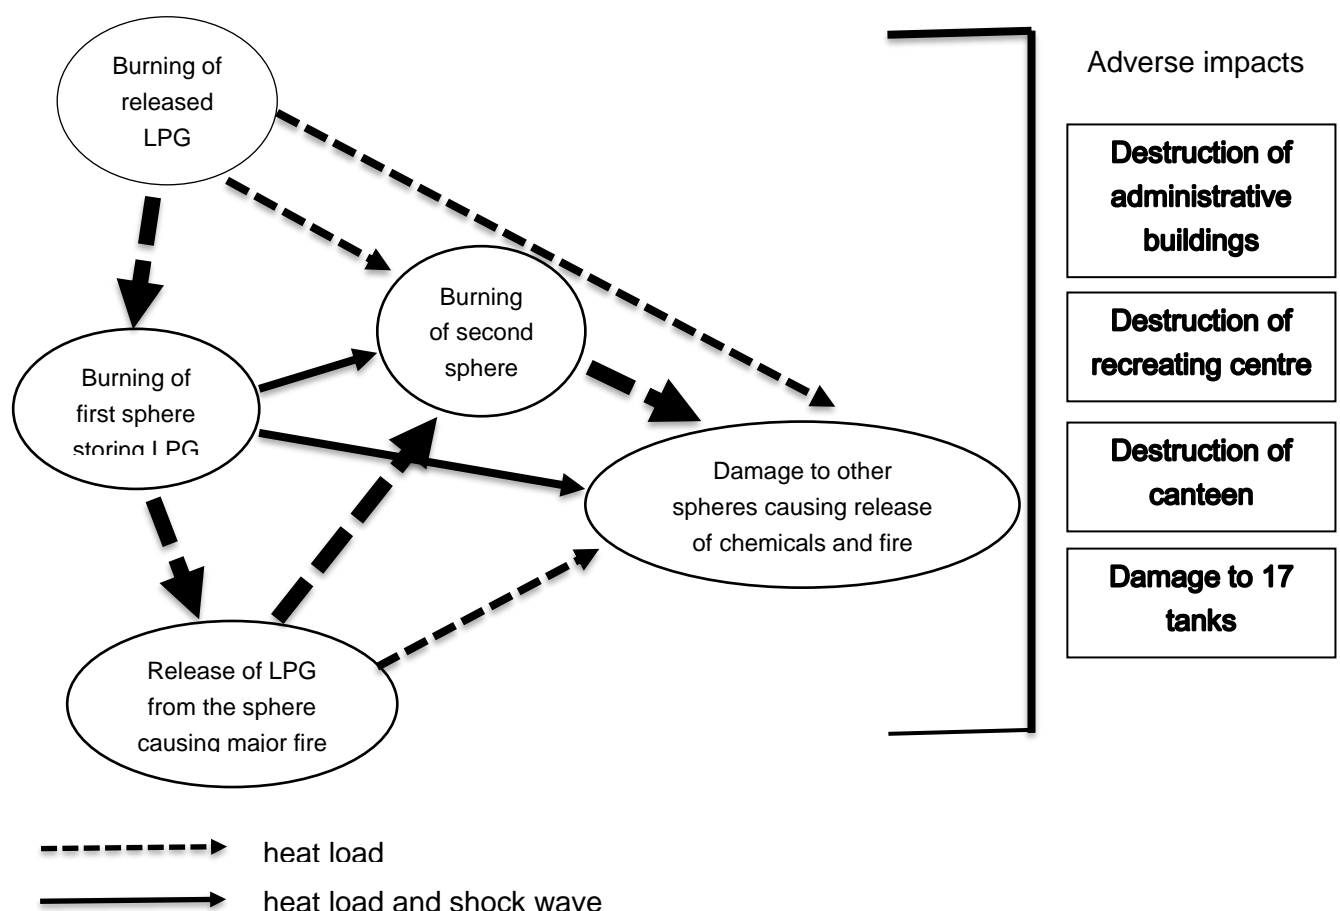 Burning of
released
LPG
Burning
of second
sphere
Burning of
first sphere
storing LPG
Damage to other
spheres causing release
of chemicals and fire
Release of LPG
from the sphere
causing major fire
heat load
heat load and shock wave
Adverse impacts
Destruction of
administrative
buildings
Destruction of
recreating centre
Destruction of
canteen
Damage to 17
tanks